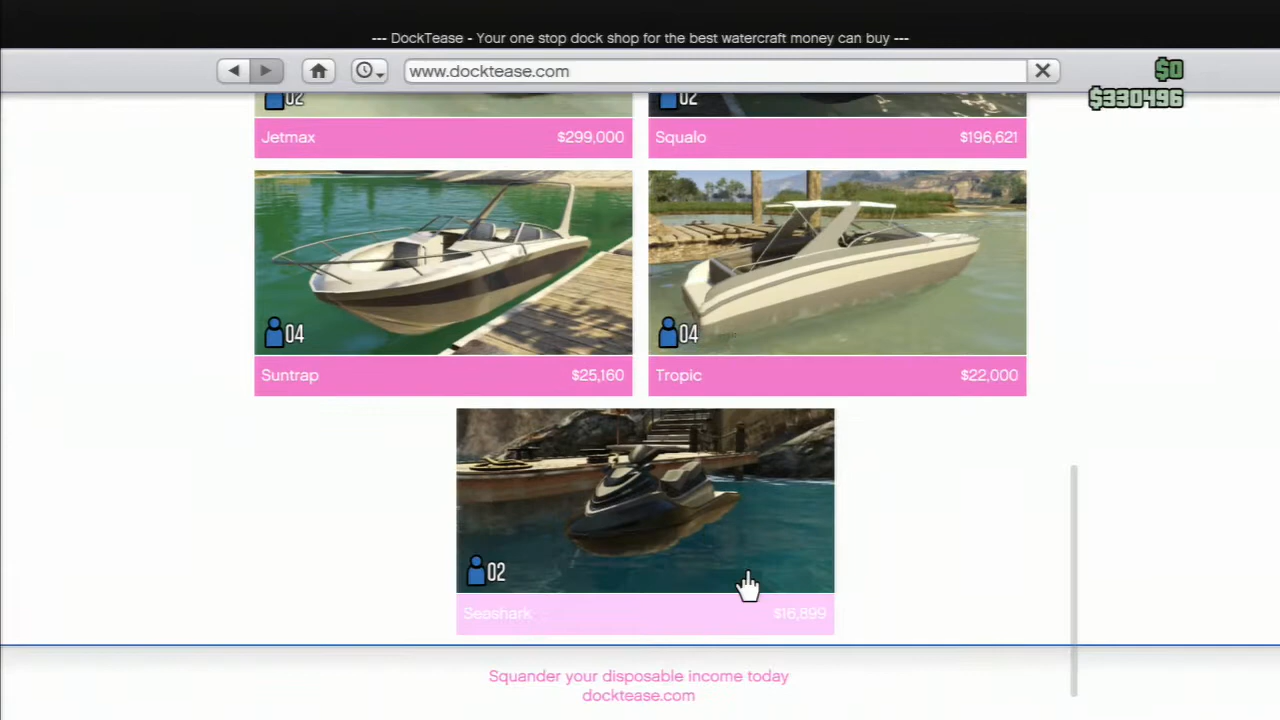 --- DockTease - Your one stop dock shop for the best watercraft money can buy ---
www.docktease.com
$0
$330496
02
02
Jetmax $299,000
Squalo $196,621
04
04
Suntrap $25,160
Tropic $22,000
02
Seashark $16,899
Squander your disposable income today
docktease.com